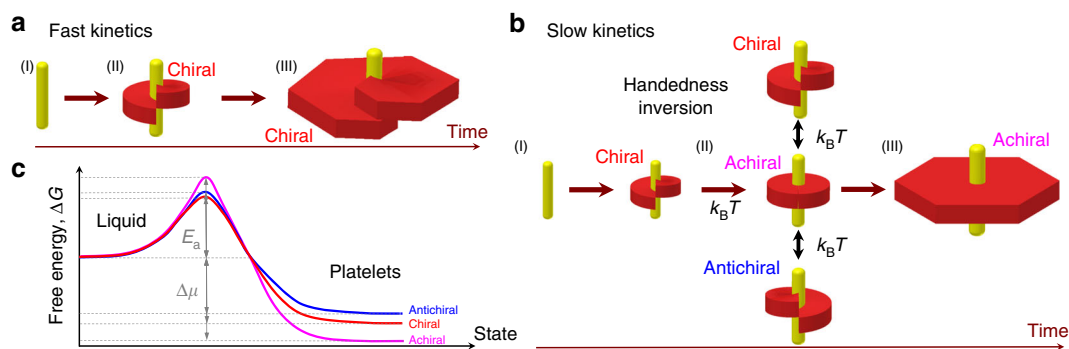 a
Fast kinetics
(I)
(II)
(III)
Chiral
Chiral
Time
b
Slow kinetics
Chiral
Handedness
inversion
k_BT
(I)
(II)
(III)
Chiral
Achiral
Achiral
k_BT
k_BT
Antichiral
Time
c
Free energy, ΔG
Liquid
E_a
Δμ
Platelets
Antichiral
Chiral
Achiral
State